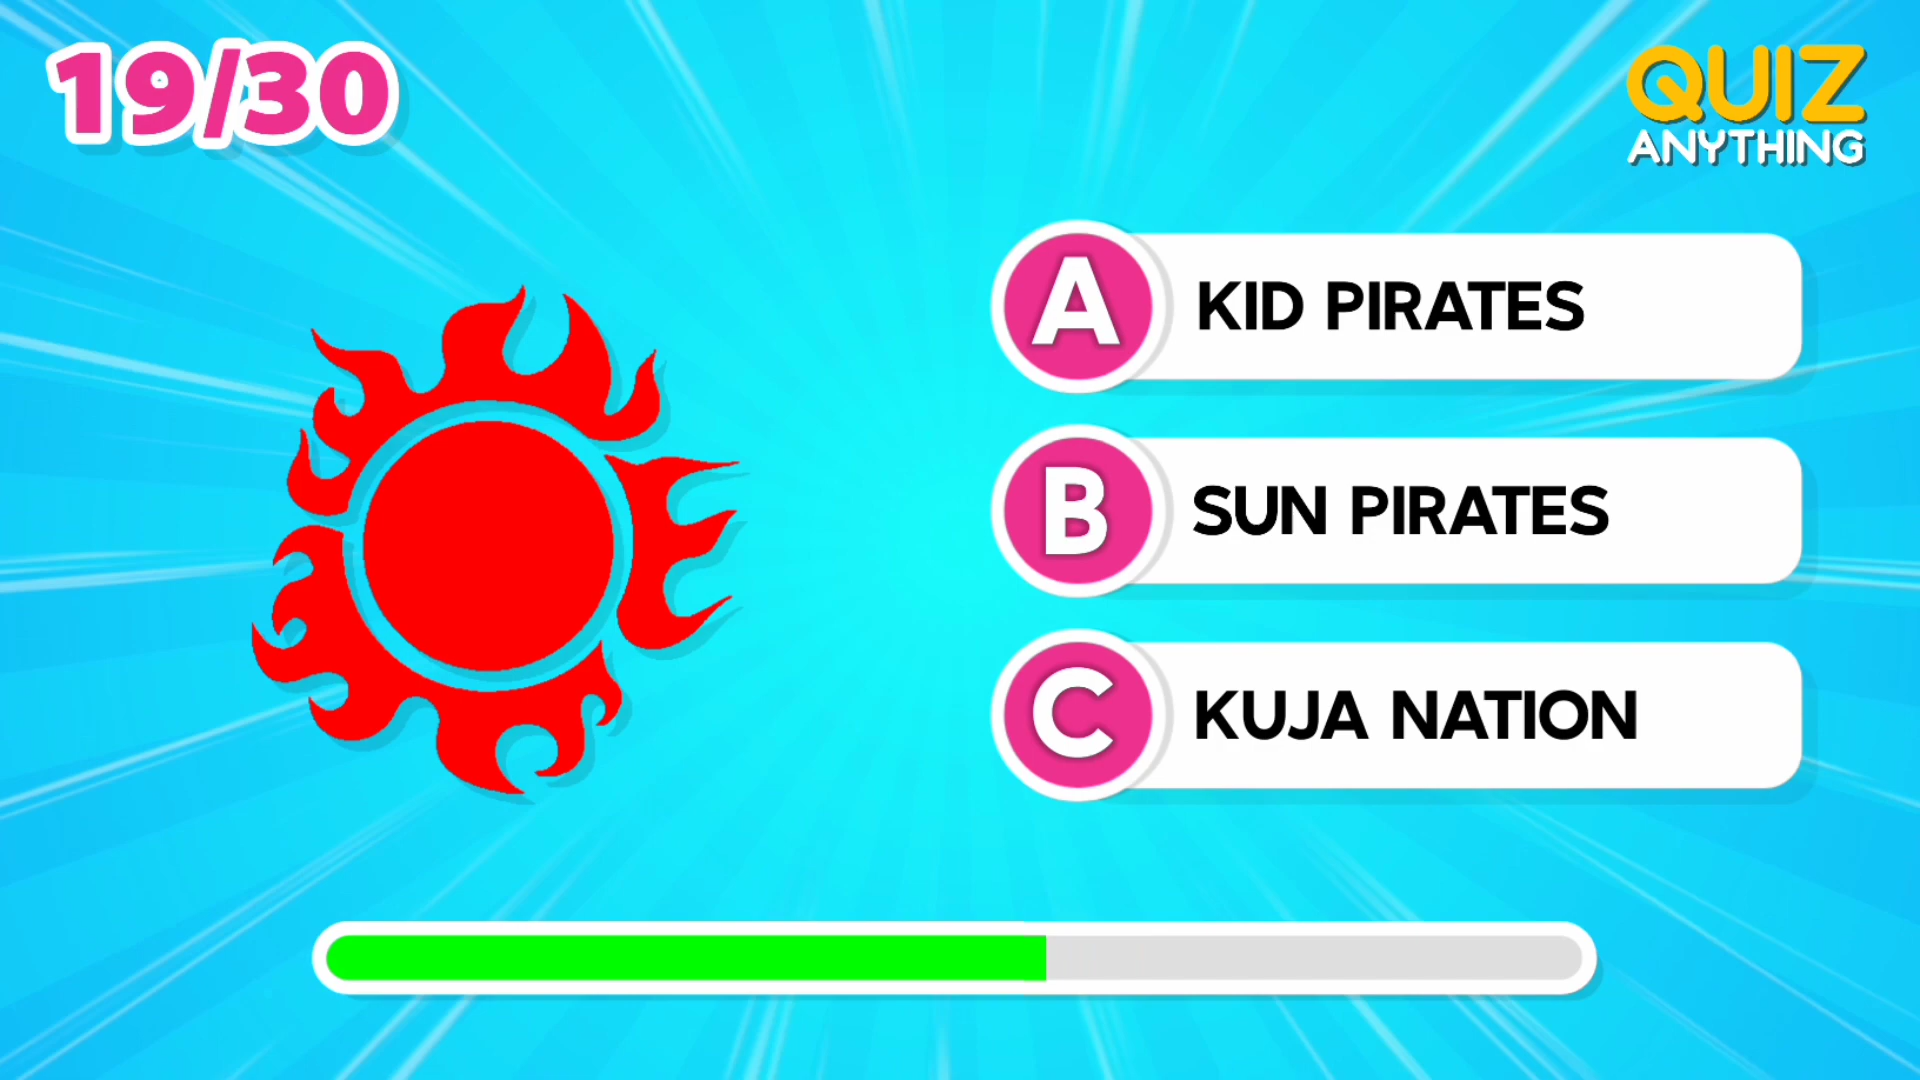 19/30
QUIZ
ANYTHING
A KID PIRATES
B SUN PIRATES
C KUJA NATION